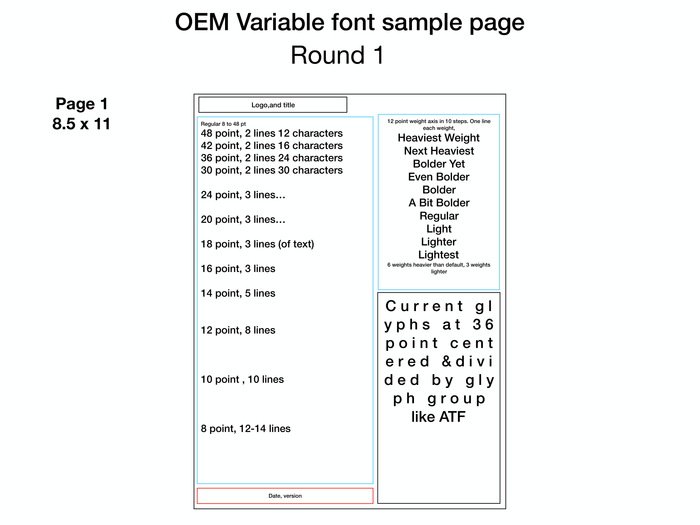 OEM Variable font sample page
Round 1
Page 1
8.5 x 11
Logo,and title
Regular 8 to 48 pt
48 point, 2 lines 12 characters
42 point, 2 lines 16 characters
36 point, 2 lines 24 characters
30 point, 2 lines 30 characters
24 point, 3 lines…
20 point, 3 lines…
18 point, 3 lines (of text)
16 point, 3 lines
14 point, 5 lines
12 point, 8 lines
10 point , 10 lines
8 point, 12-14 lines
Date, version
12 point weight axis in 10 steps. One line
each weight,
Heaviest Weight
Next Heaviest
Bolder Yet
Even Bolder
Bolder
A Bit Bolder
Regular
Light
Lighter
Lightest
6 weights heavier than default, 3 weights
lighter
Current gl
yphs at 36
point cent
ered &divi
ded by gly
ph group
like ATF